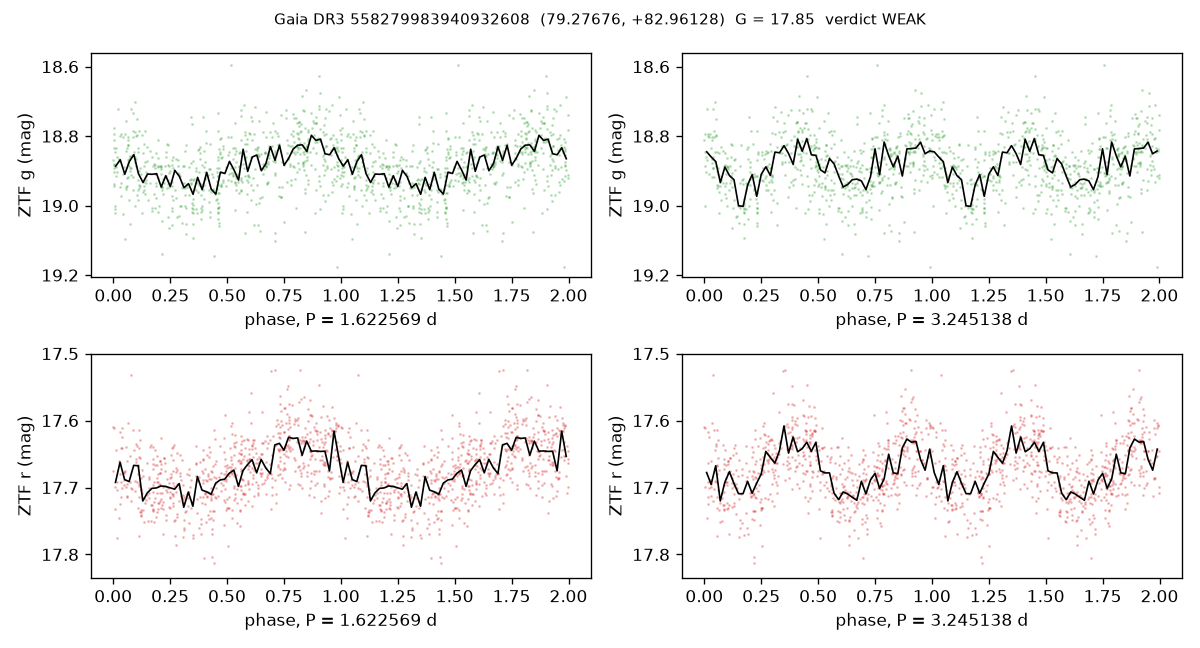 Gaia DR3 558279983940932608 (79.27676, +82.96128) G = 17.85 verdict WEAK
ZTF g (mag)
18.6
18.8
19.0
19.2
0.00 0.25 0.50 0.75 1.00 1.25 1.50 1.75 2.00
phase, P = 1.622569 d
ZTF g (mag)
18.6
18.8
19.0
19.2
0.00 0.25 0.50 0.75 1.00 1.25 1.50 1.75 2.00
phase, P = 3.245138 d
ZTF r (mag)
17.5
17.6
17.7
17.8
0.00 0.25 0.50 0.75 1.00 1.25 1.50 1.75 2.00
phase, P = 1.622569 d
ZTF r (mag)
17.5
17.6
17.7
17.8
0.00 0.25 0.50 0.75 1.00 1.25 1.50 1.75 2.00
phase, P = 3.245138 d